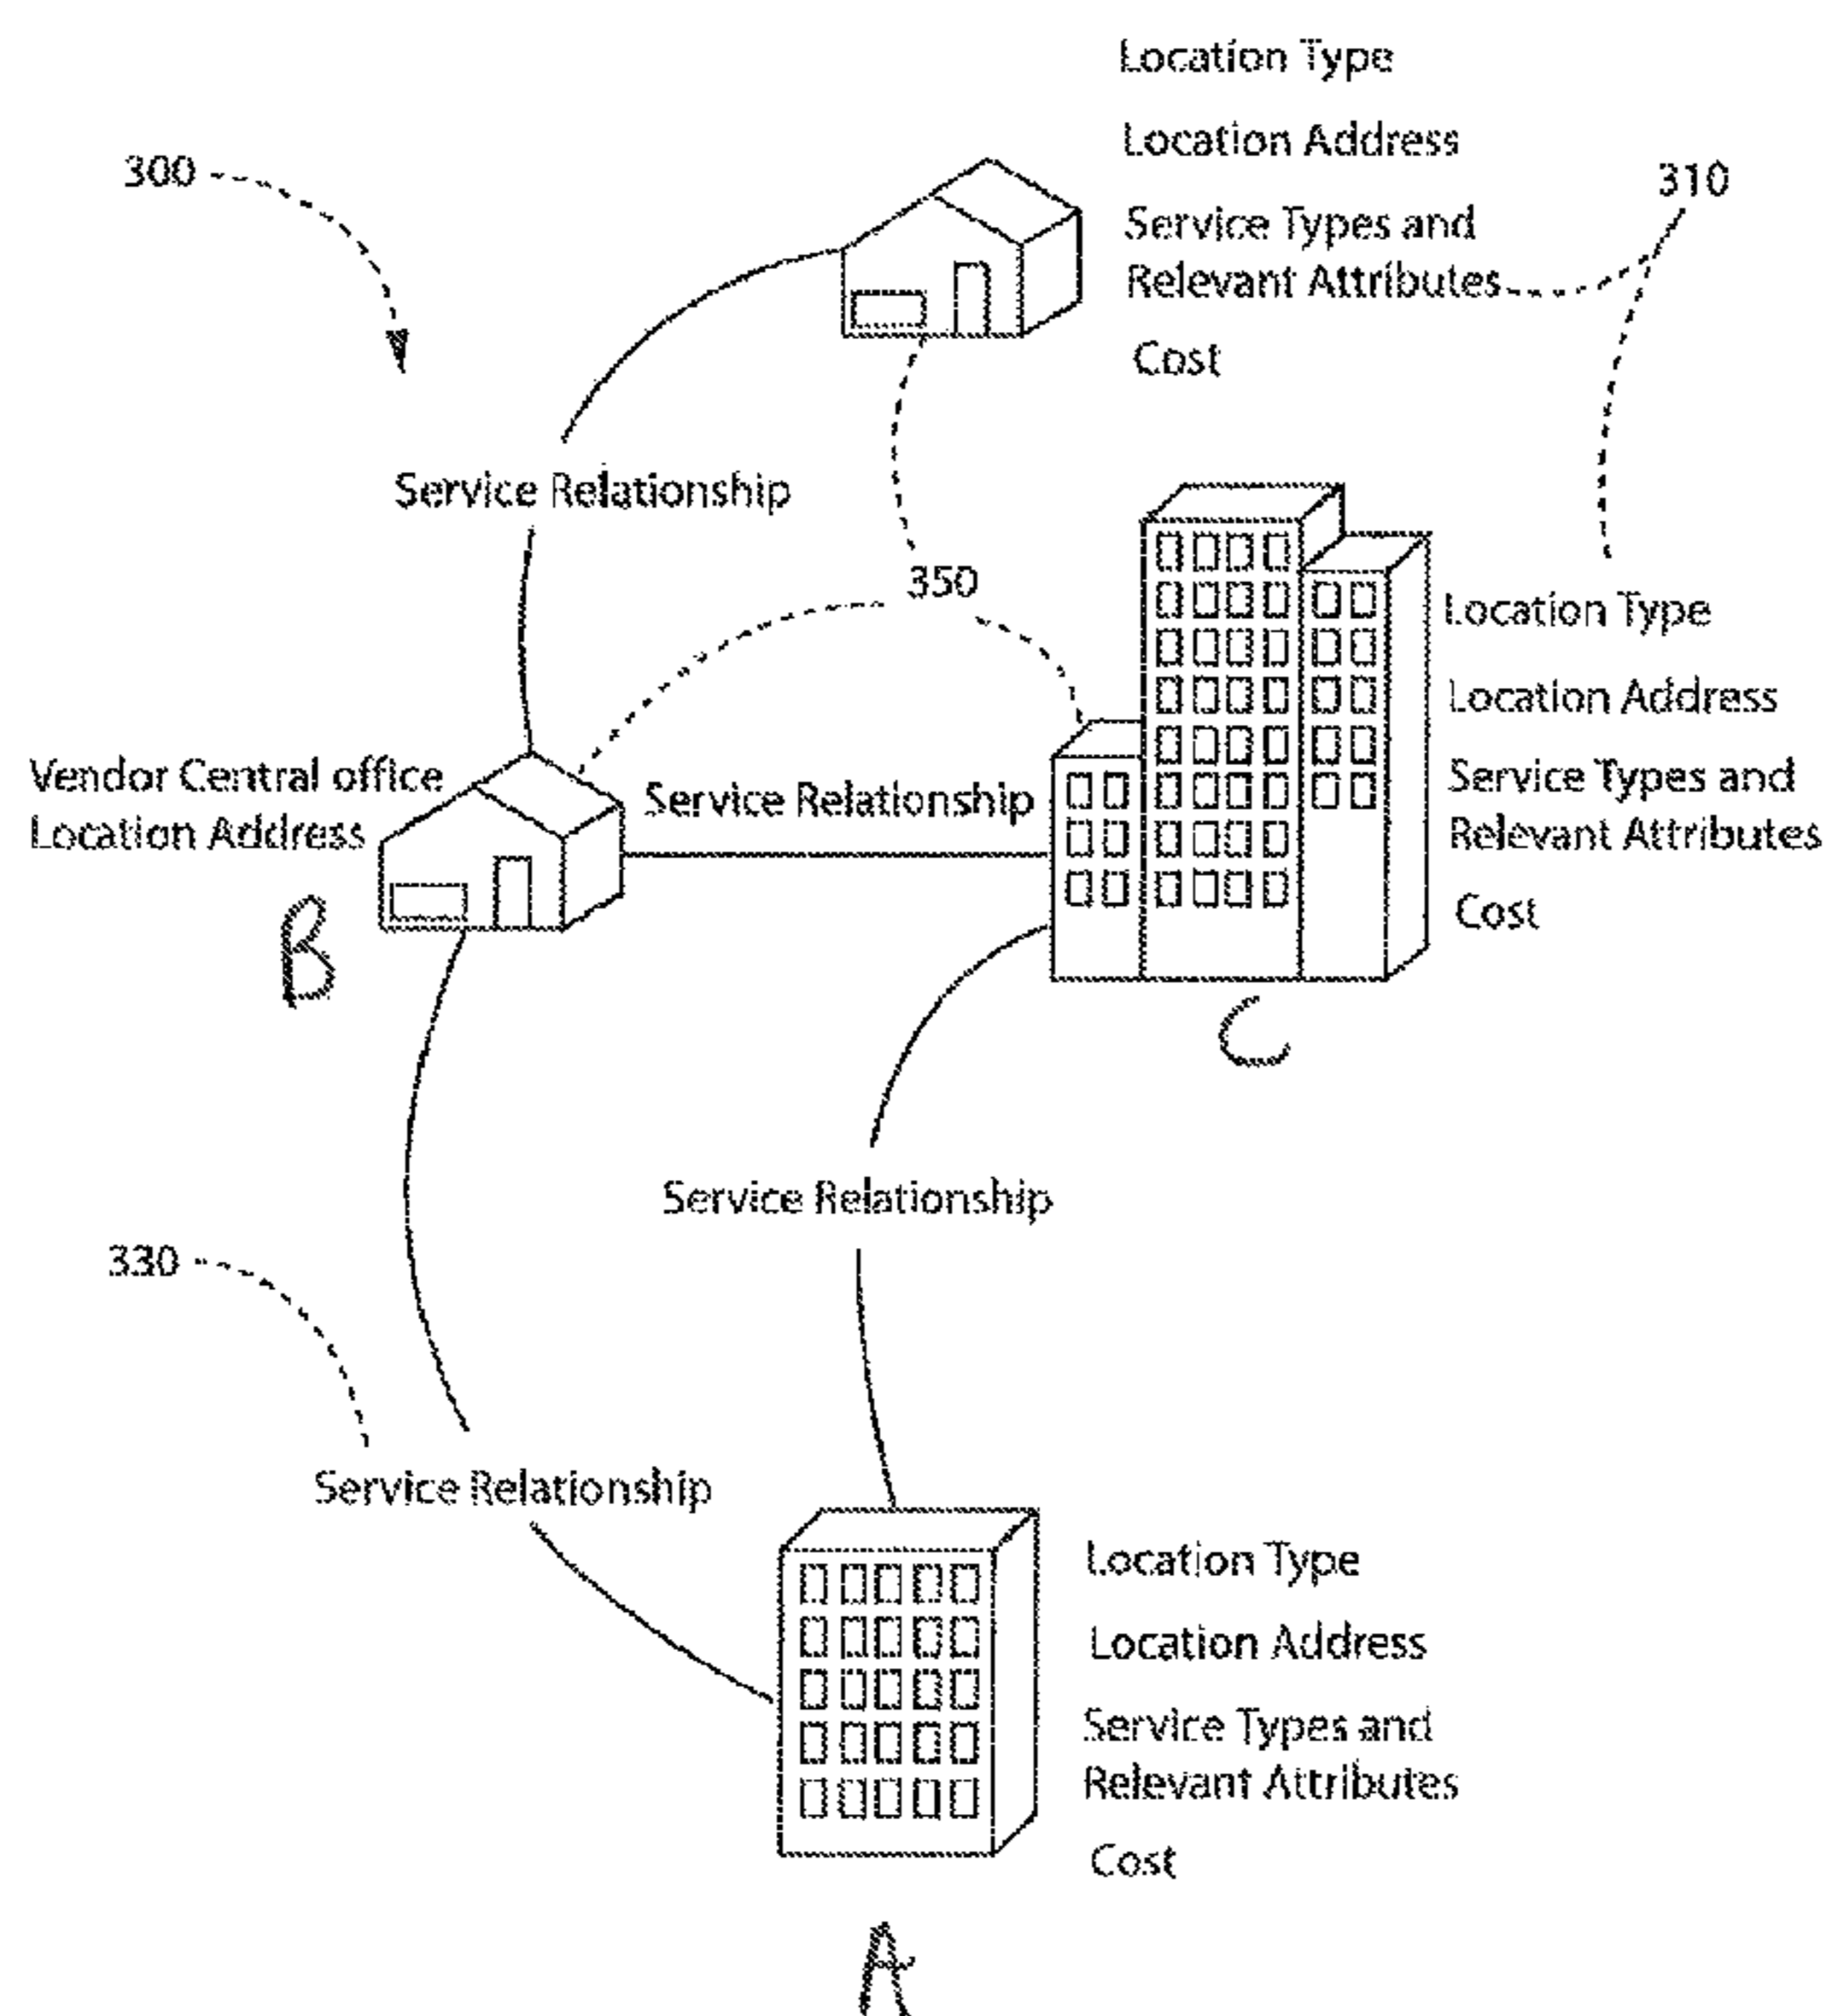 Location Type
Location Address
300
310
Service Types and
Relevant Attributes
Cost
Service Relationship
350
Location Type
Location Address
Vendor Central office
Location Address
Service Relationship
Service Types and
Relevant Attributes
Cost
B
C
Service Relationship
330
Service Relationship
Location Type
Location Address
Service Types and
Relevant Attributes
Cost
A